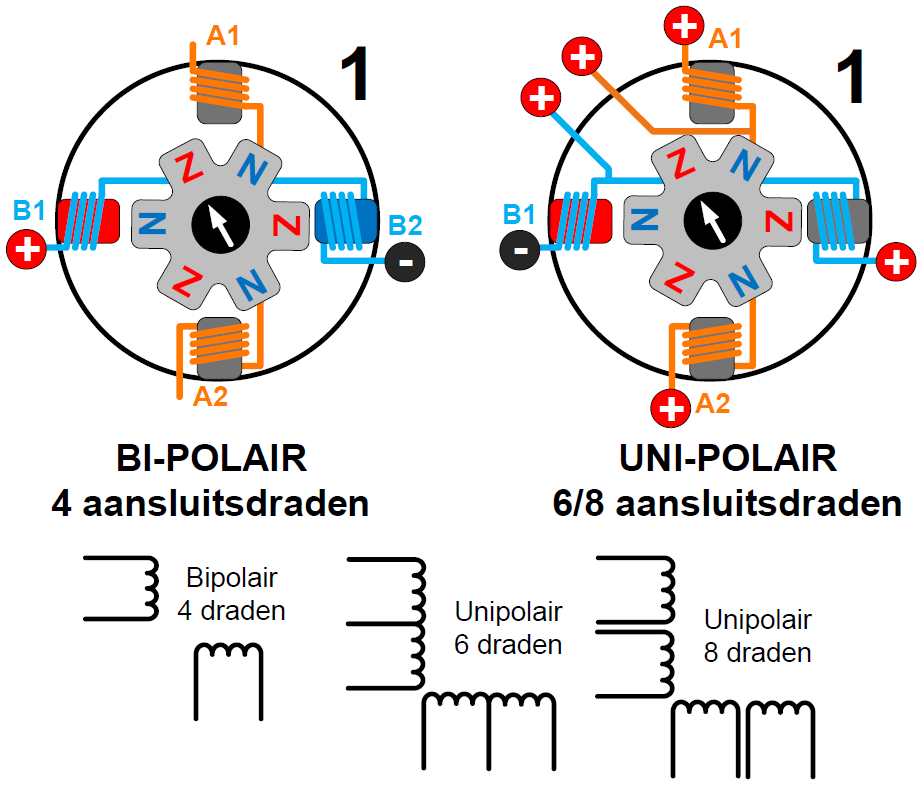 A1
1
B1
+
Z
N
N
Z
Z
N
B2
-
A2
+
+
+
A1
1
B1
-
Z
N
N
Z
Z
N
+
+
A2
BI-POLAIR
4 aansluitsdraden
UNI-POLAIR
6/8 aansluitsdraden
Bipolair
4 draden
Unipolair
6 draden
Unipolair
8 draden